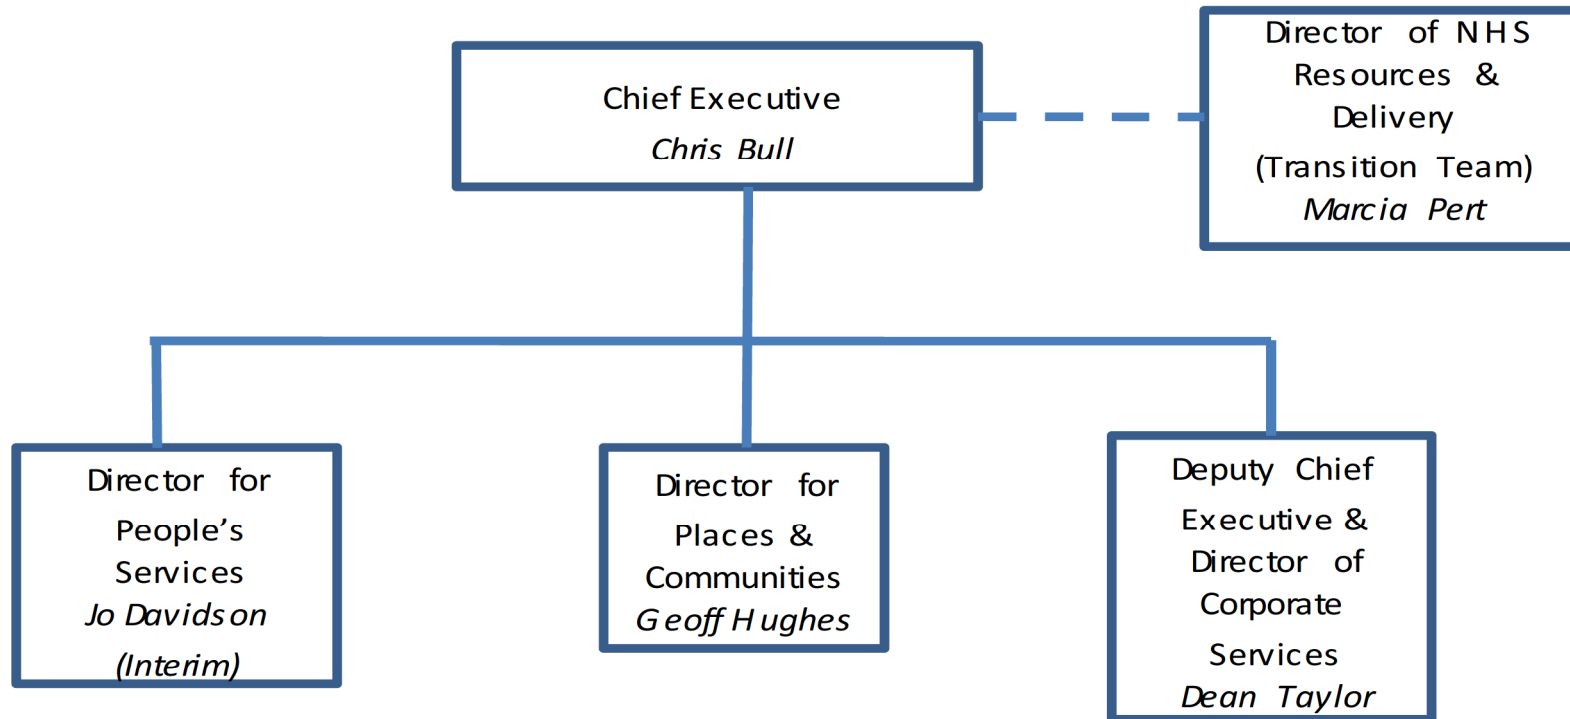 Chief Executive
Chris Bull
Director of NHS
Resources &
Delivery
(Transition Team)
Marcia Pert
Director for
People’s
Services
Jo Davidson
(Interim)
Director for
Places &
Communities
Geoff Hughes
Deputy Chief
Executive &
Director of
Corporate
Services
Dean Taylor